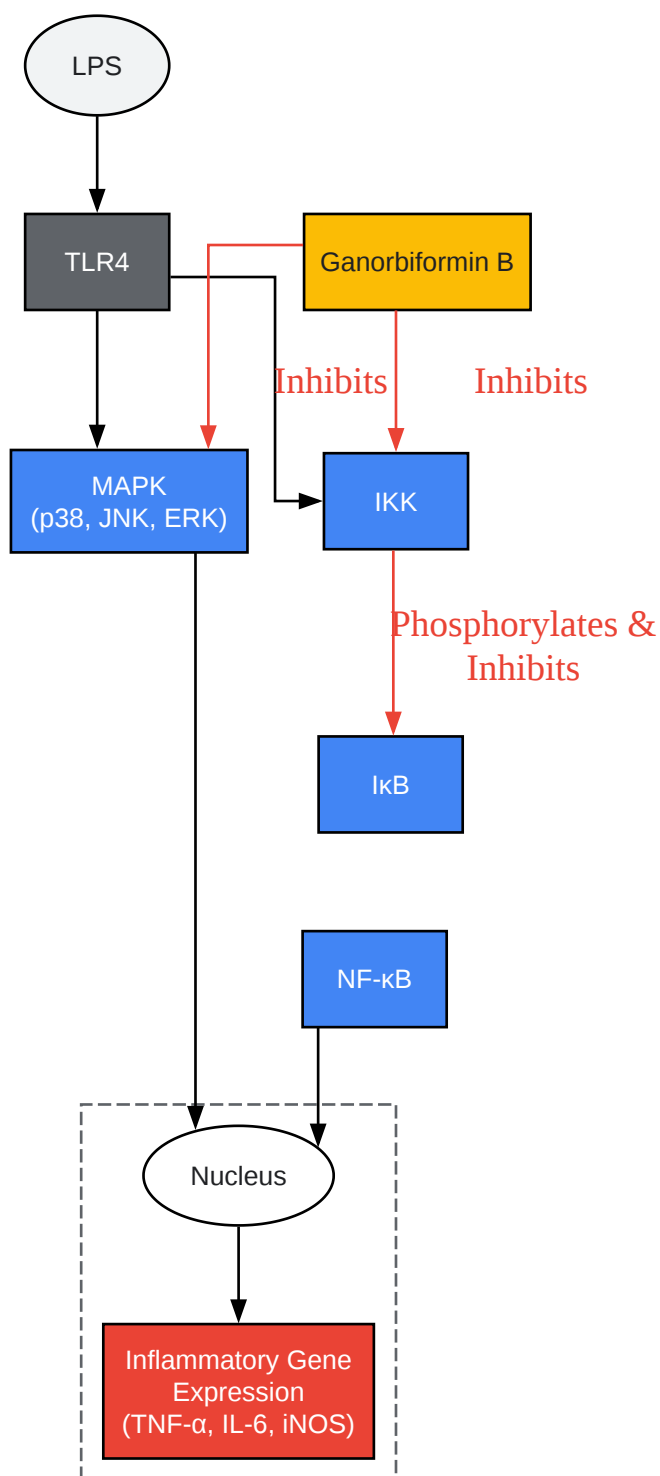 LPS
TLR4
Ganorbiformin B
Inhibits
Inhibits
MAPK
(p38, JNK, ERK)
IKK
Phosphorylates &
Inhibits
IκB
NF-κB
Nucleus
Inflammatory Gene
Expression
(TNF-α, IL-6, iNOS)